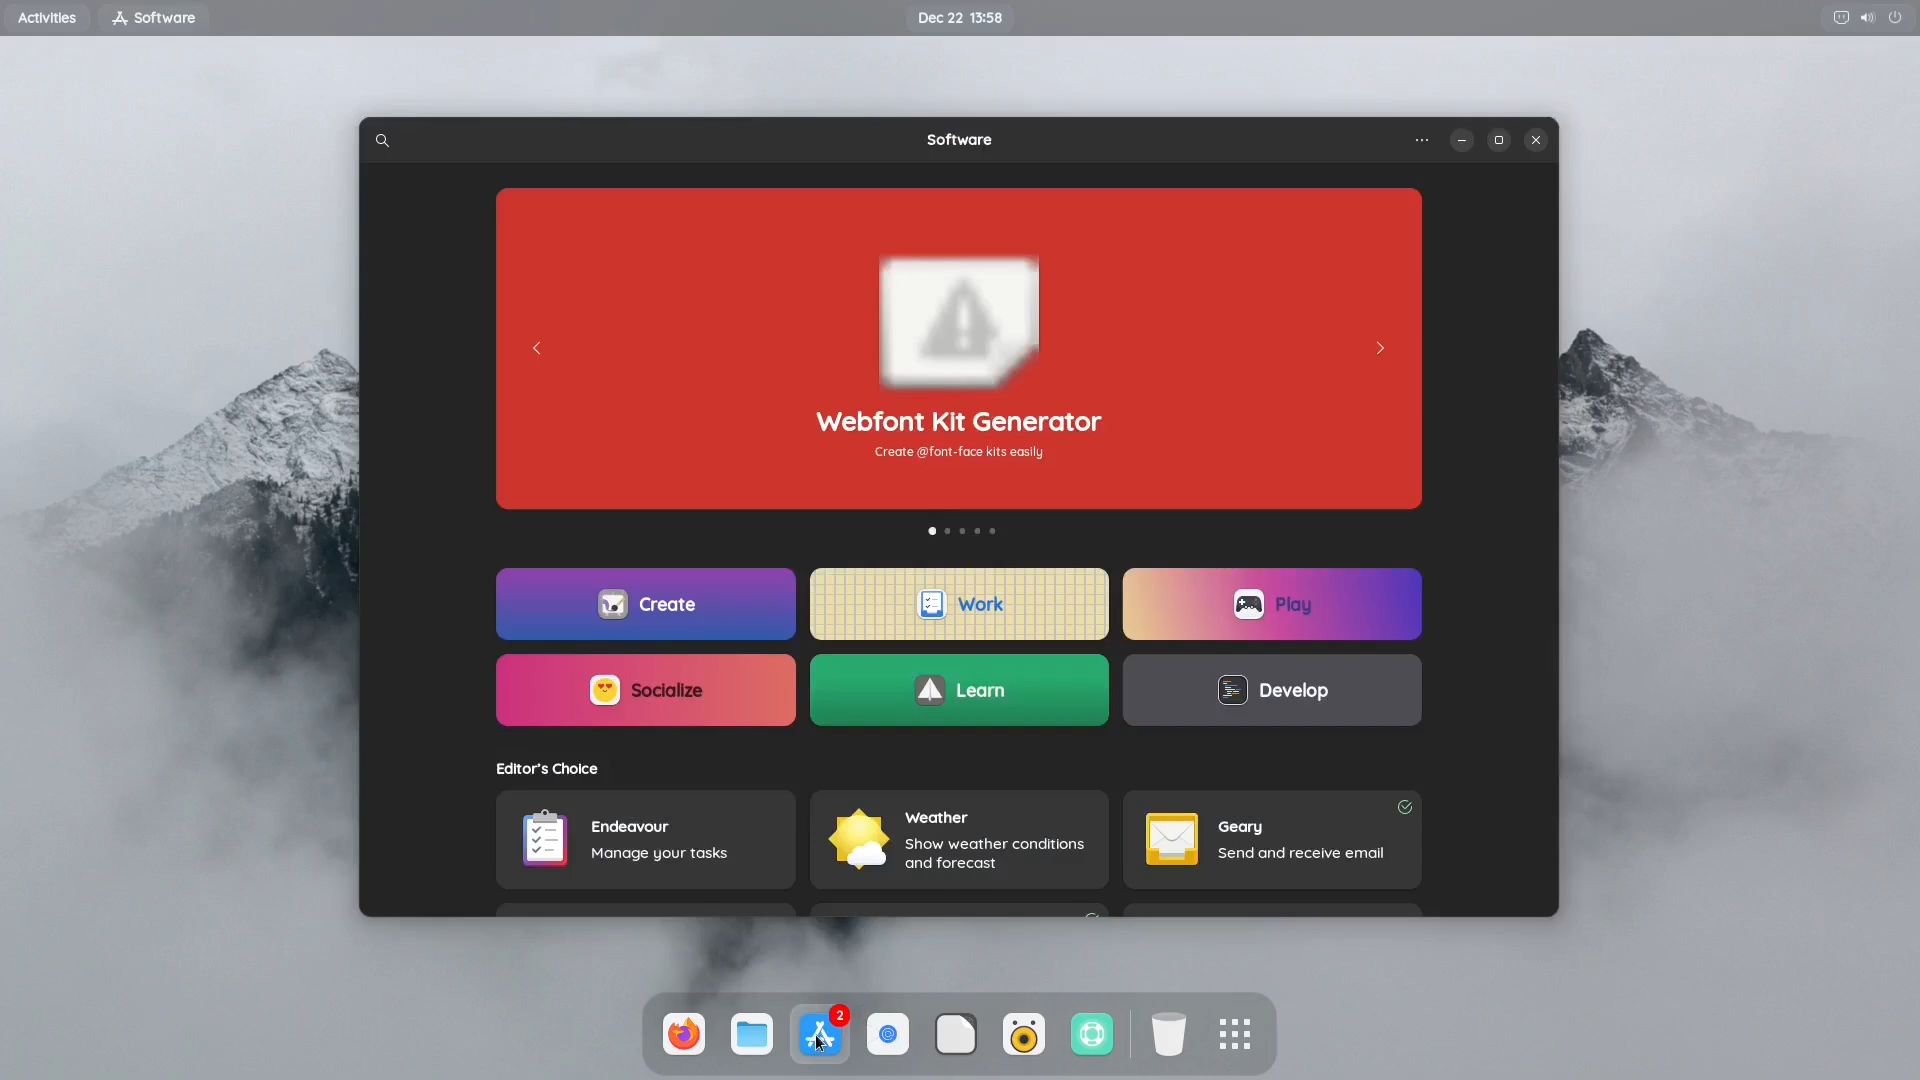 Activities
Software
Dec 22 13:58
Software
Webfont Kit Generator
Create @font-face kits easily
Create
Work
Play
Socialize
Learn
Develop
Editor's Choice
Endeavour
Manage your tasks
Weather
Show weather conditions
and forecast
Geary
Send and receive email
2